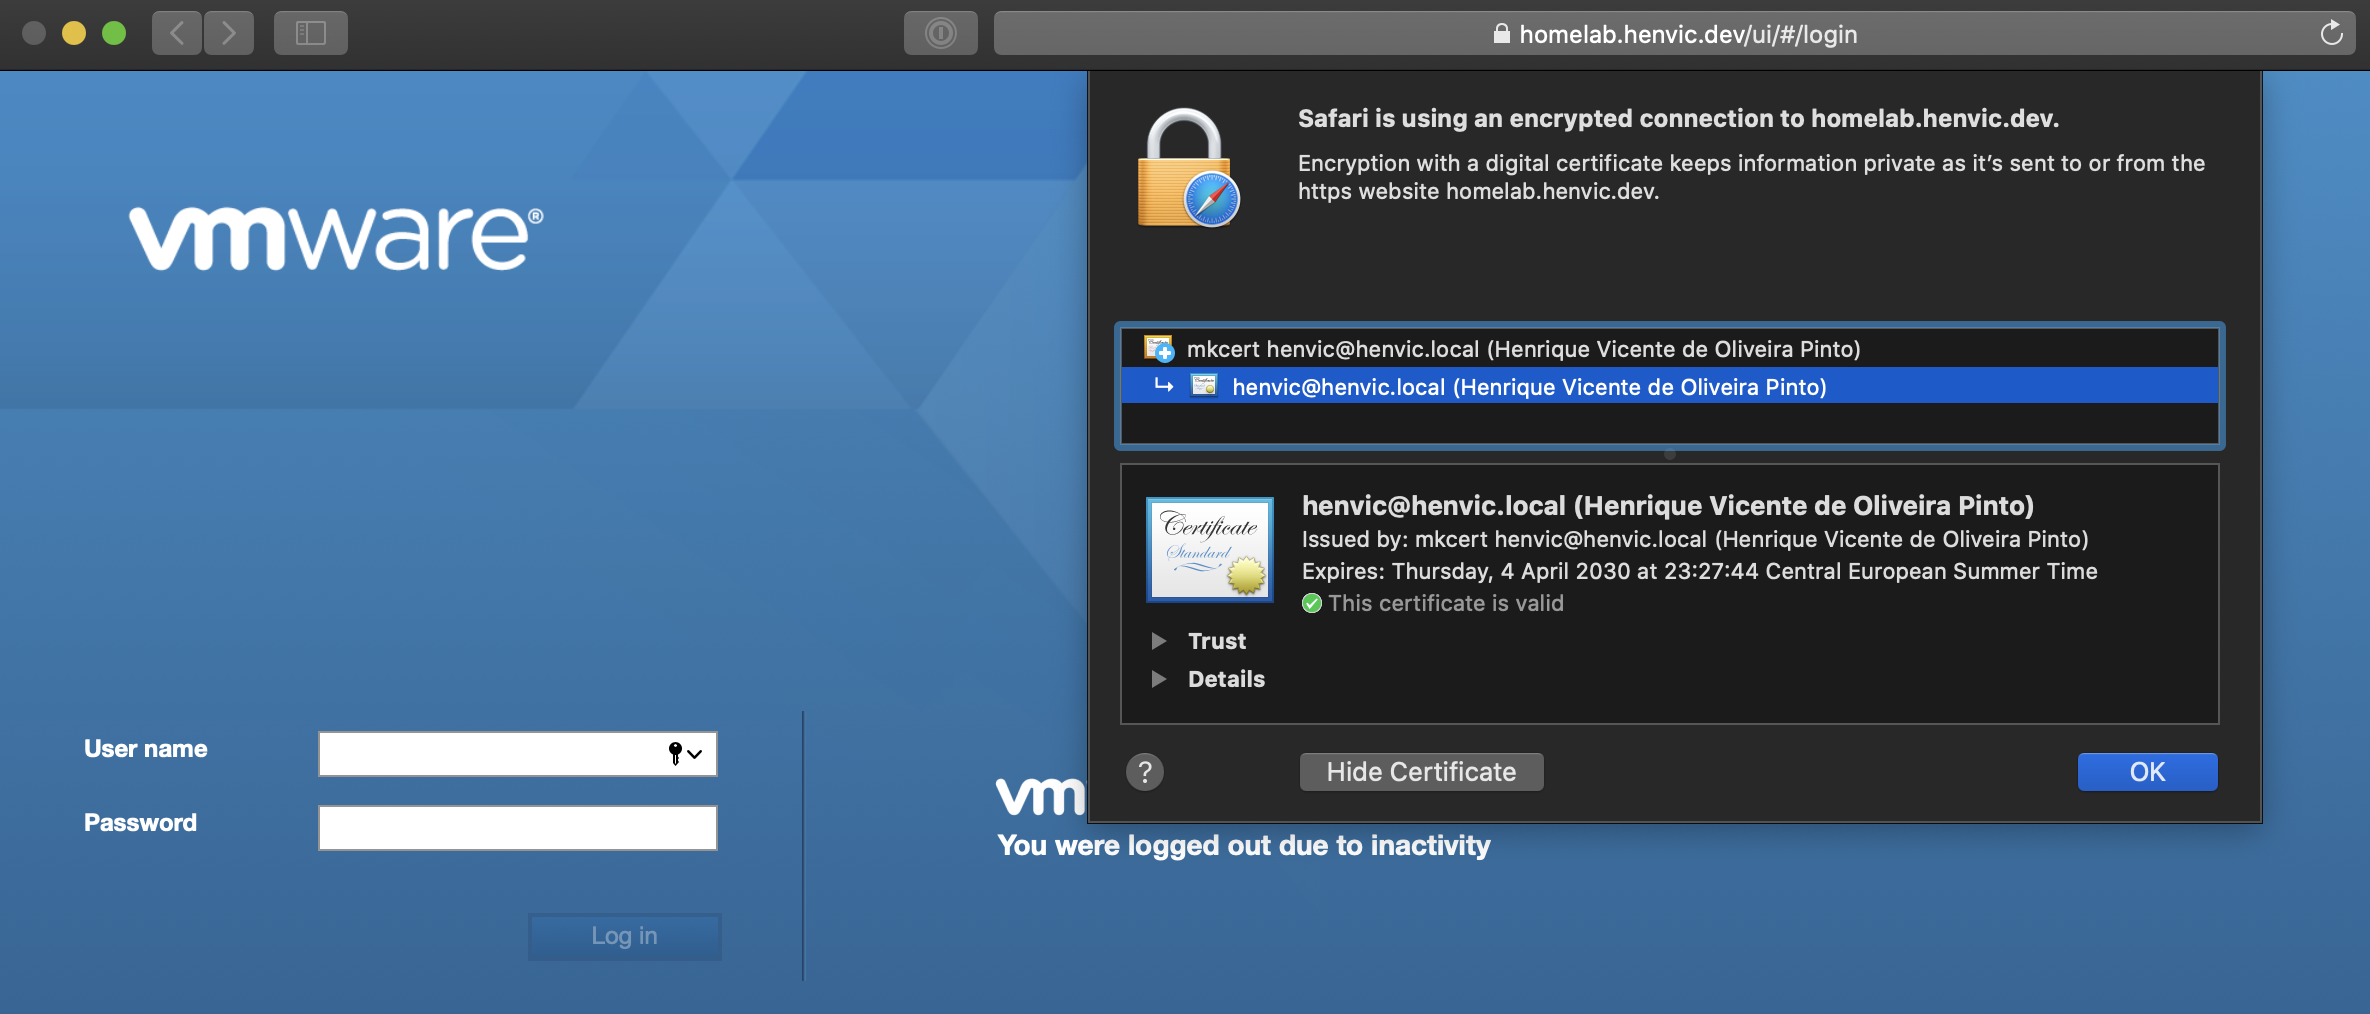 homelab.henvic.dev/ui/#/login
vmware®
Safari is using an encrypted connection to homelab.henvic.dev.
Encryption with a digital certificate keeps information private as it’s sent to or from the
https website homelab.henvic.dev.
mkcert henvic@henvic.local (Henrique Vicente de Oliveira Pinto)
henvic@henvic.local (Henrique Vicente de Oliveira Pinto)
Certificate
Standard
henvic@henvic.local (Henrique Vicente de Oliveira Pinto)
Issued by: mkcert henvic@henvic.local (Henrique Vicente de Oliveira Pinto)
Expires: Thursday, 4 April 2030 at 23:27:44 Central European Summer Time
This certificate is valid
Trust
Details
?
Hide Certificate
OK
User name
Password
Log in
vm
You were logged out due to inactivity